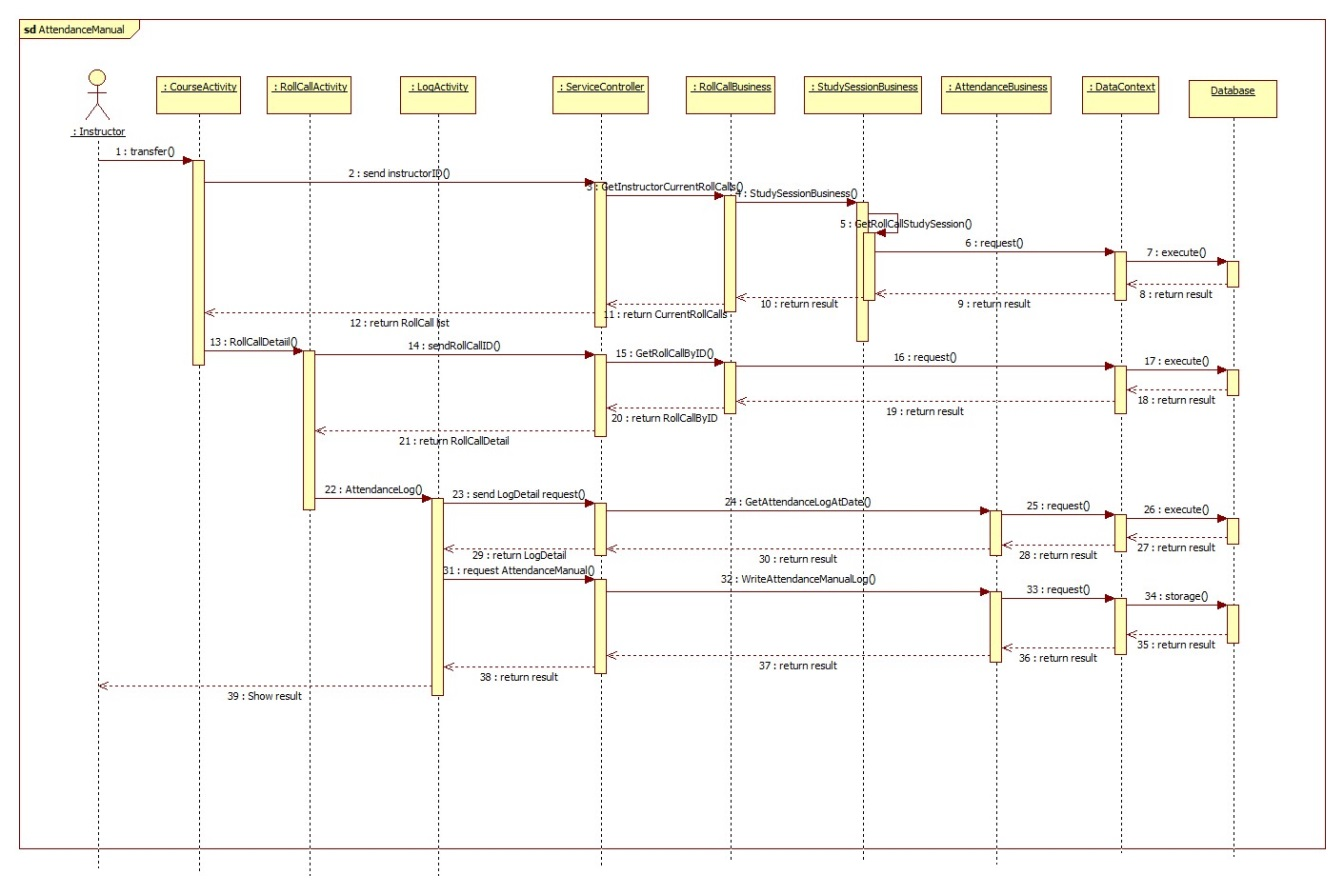 sd AttendanceManual
: Instructor
: CourseActivity
: RollCallActivity
: LogActivity
: ServiceController
: RollCallBusiness
: StudySessionBusiness
: AttendanceBusiness
: DataContext
Database
1 : transfer()
2 : send instructorID()
3 : GetInstructorCurrentRollCalls()
4 : StudySessionBusiness()
5 : GetRollCallStudySession()
6 : request()
7 : execute()
8 : return result
9 : return result
10 : return result
11 : return CurrentRollCalls
12 : return RollCall list
13 : RollCallDetail()
14 : sendRollCallID()
15 : GetRollCallByID()
16 : request()
17 : execute()
18 : return result
19 : return result
20 : return RollCallByID
21 : return RollCallDetail
22 : AttendanceLog()
23 : send LogDetail request()
24 : GetAttendanceLogAtDate()
25 : request()
26 : execute()
27 : return result
28 : return result
29 : return LogDetail
30 : return result
31 : request AttendanceManual()
32 : WriteAttendanceManualLog()
33 : request()
34 : storage()
35 : return result
36 : return result
37 : return result
38 : return result
39 : Show result